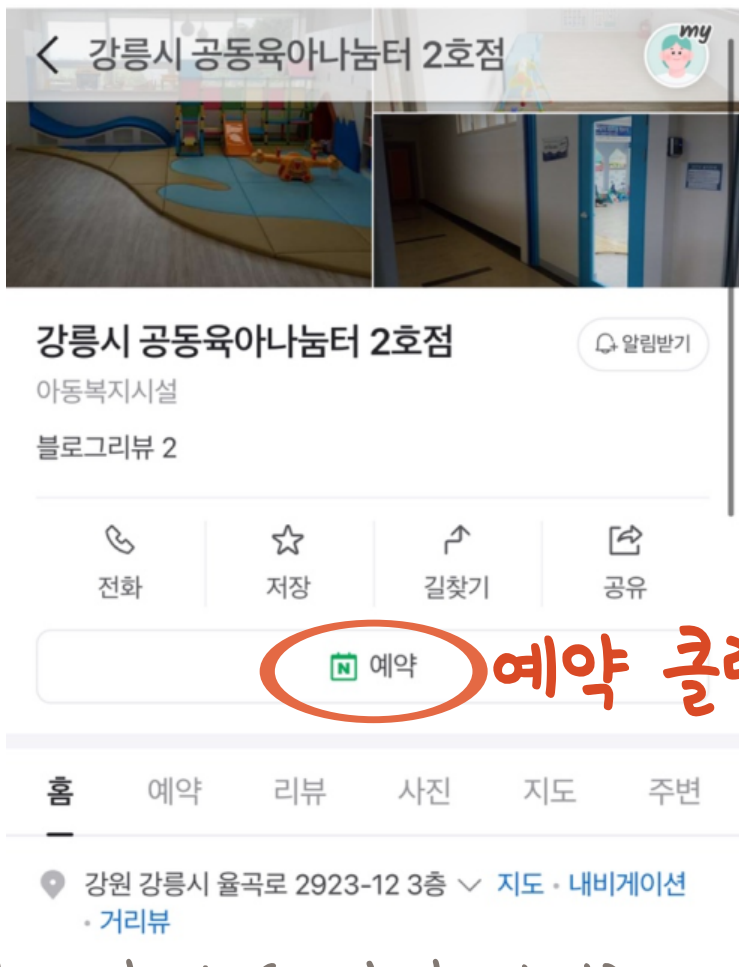 강릉시 공동육아나눔터 2호점
my
강릉시 공동육아나눔터 2호점
알림받기
아동복지시설
블로그리뷰 2
전화 저장 길찾기 공유
N 예약
예약
홈 예약 리뷰 사진 지도 주변
강원 강릉시 율곡로 2923-12 3층 지도 · 내비게이션
· 거리뷰